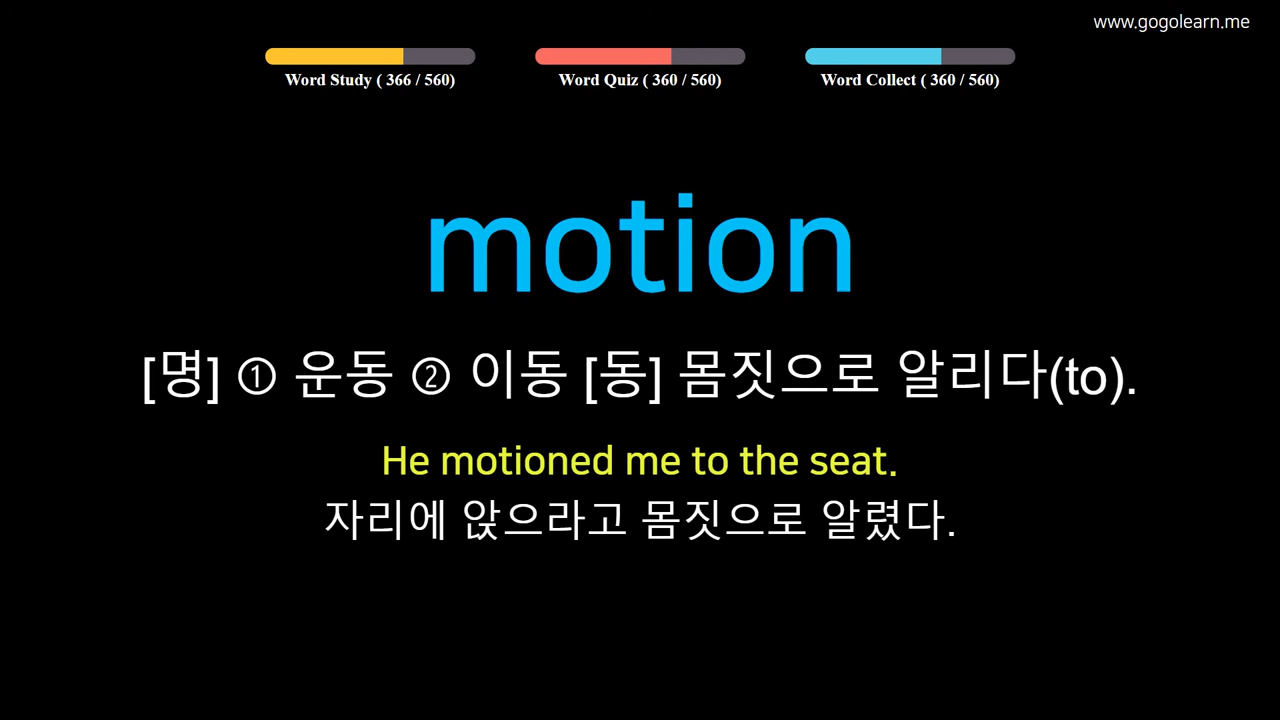 www.gogolearn.me
Word Study ( 366 / 560) Word Quiz ( 360 / 560) Word Collect ( 360 / 560)
motion
[명] ① 운동 ② 이동 [동] 몸짓으로 알리다(to).
He motioned me to the seat.
자리에 앉으라고 몸짓으로 알렸다.